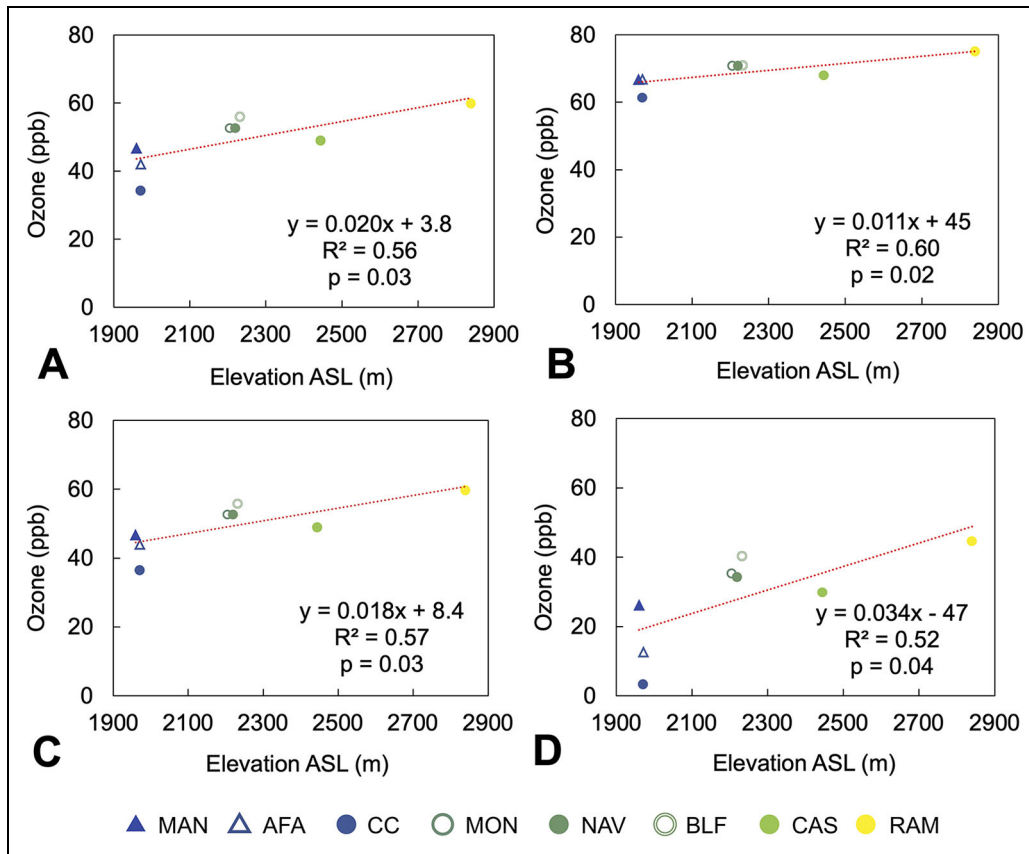 80
60
40
20
0
Ozone (ppb)
y = 0.020x + 3.8
R² = 0.56
p = 0.03
1900 2100 2300 2500 2700 2900
A
Elevation ASL (m)
80
60
40
20
0
Ozone (ppb)
y = 0.011x + 45
R² = 0.60
p = 0.02
1900 2100 2300 2500 2700 2900
B
Elevation ASL (m)
80
60
40
20
0
Ozone (ppb)
y = 0.018x + 8.4
R² = 0.57
p = 0.03
1900 2100 2300 2500 2700 2900
C
Elevation ASL (m)
80
60
40
20
0
Ozone (ppb)
y = 0.034x - 47
R² = 0.52
p = 0.04
1900 2100 2300 2500 2700 2900
D
Elevation ASL (m)
MAN AFA CC MON NAV BLF CAS RAM